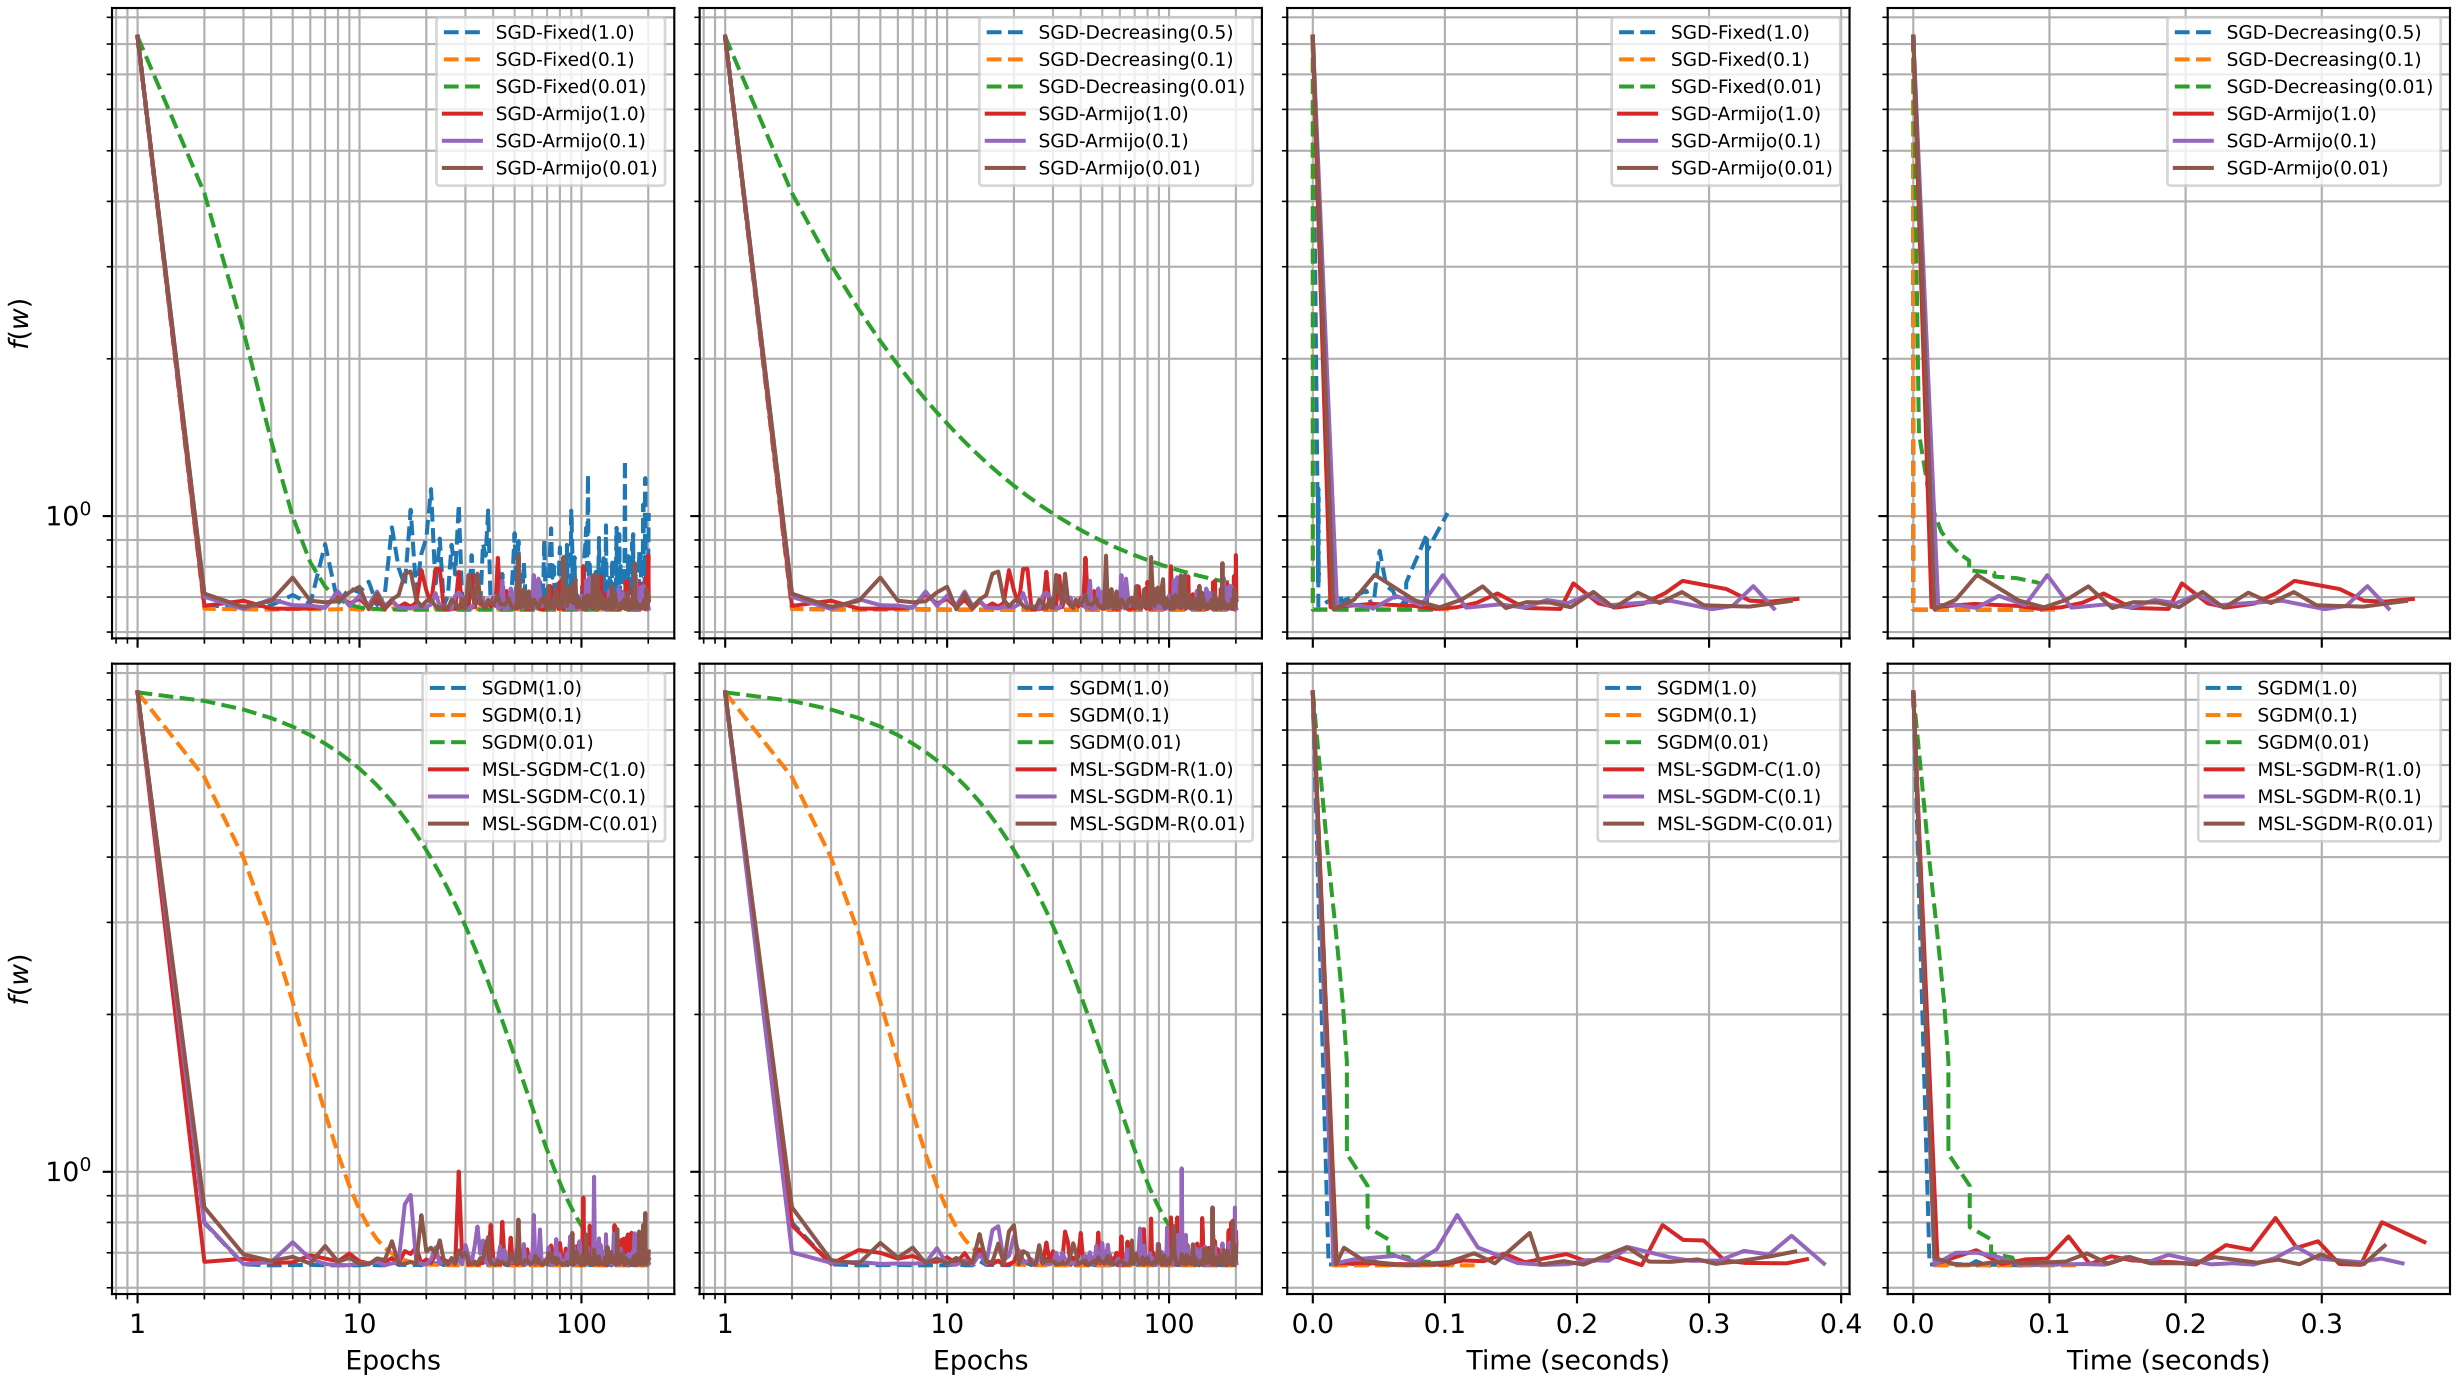 f(w)
10⁰
SGD-Fixed(1.0)
SGD-Fixed(0.1)
SGD-Fixed(0.01)
SGD-Armijo(1.0)
SGD-Armijo(0.1)
SGD-Armijo(0.01)
SGD-Decreasing(0.5)
SGD-Decreasing(0.1)
SGD-Decreasing(0.01)
SGD-Armijo(1.0)
SGD-Armijo(0.1)
SGD-Armijo(0.01)
SGD-Fixed(1.0)
SGD-Fixed(0.1)
SGD-Fixed(0.01)
SGD-Armijo(1.0)
SGD-Armijo(0.1)
SGD-Armijo(0.01)
SGD-Decreasing(0.5)
SGD-Decreasing(0.1)
SGD-Decreasing(0.01)
SGD-Armijo(1.0)
SGD-Armijo(0.1)
SGD-Armijo(0.01)
f(w)
10⁰
SGDM(1.0)
SGDM(0.1)
SGDM(0.01)
MSL-SGDM-C(1.0)
MSL-SGDM-C(0.1)
MSL-SGDM-C(0.01)
1 10 100
Epochs
SGDM(1.0)
SGDM(0.1)
SGDM(0.01)
MSL-SGDM-R(1.0)
MSL-SGDM-R(0.1)
MSL-SGDM-R(0.01)
1 10 100
Epochs
SGDM(1.0)
SGDM(0.1)
SGDM(0.01)
MSL-SGDM-C(1.0)
MSL-SGDM-C(0.1)
MSL-SGDM-C(0.01)
0.0 0.1 0.2 0.3 0.4
Time (seconds)
SGDM(1.0)
SGDM(0.1)
SGDM(0.01)
MSL-SGDM-R(1.0)
MSL-SGDM-R(0.1)
MSL-SGDM-R(0.01)
0.0 0.1 0.2 0.3
Time (seconds)